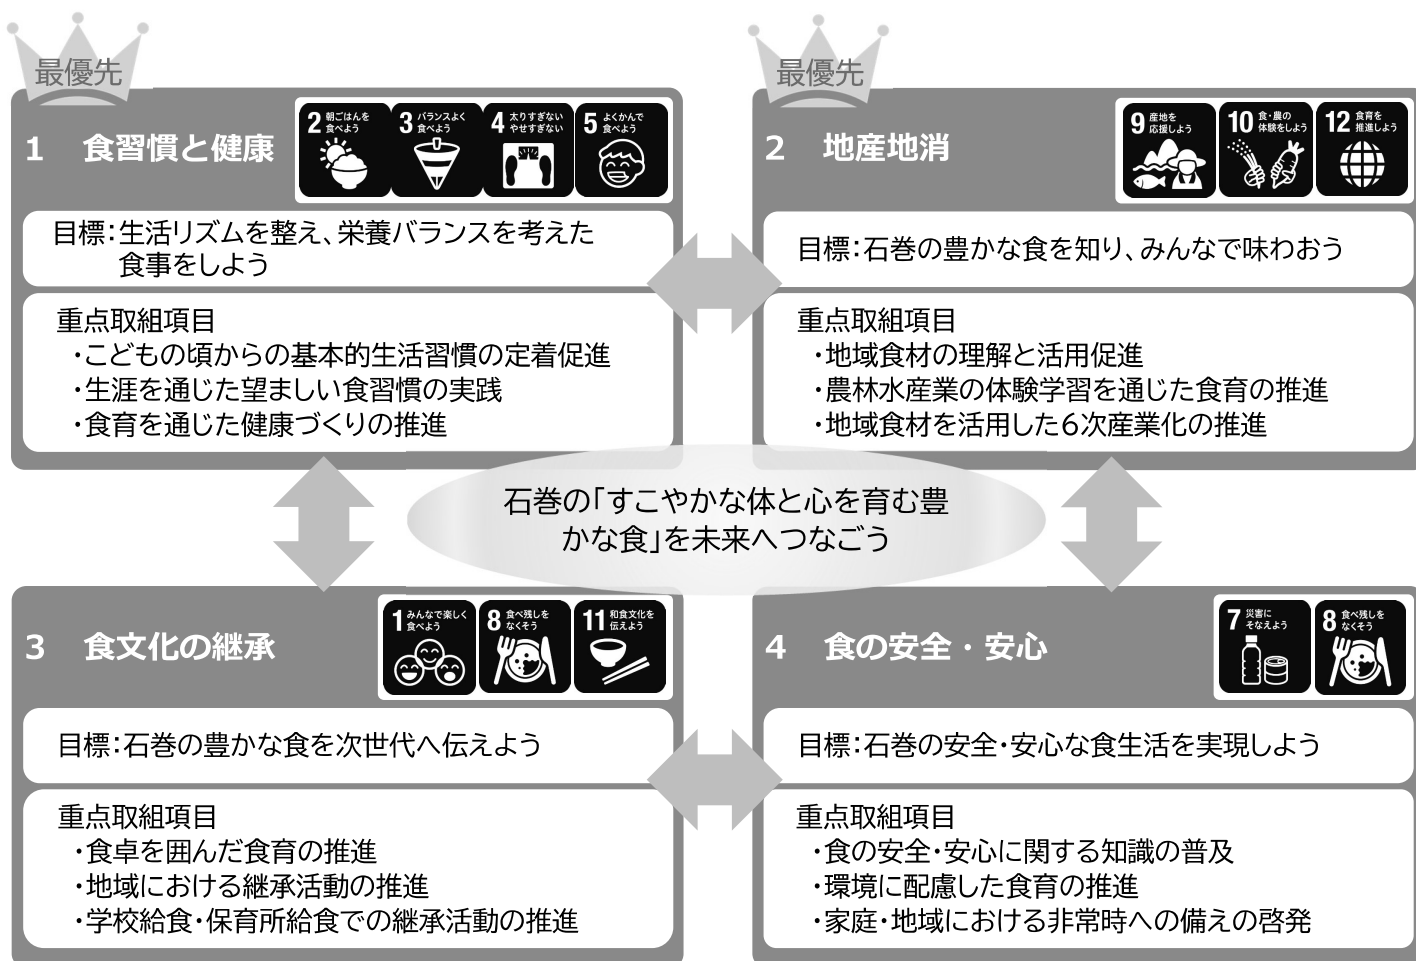 最優先
1 食習慣と健康
2 朝ごはんを
食べよう
3 バランスよく
食べよう
4 太りすぎない
やせすぎない
5 よくかんで
食べよう
目標：生活リズムを整え、栄養バランスを考えた
食事をしよう
重点取組項目
・こどもの頃からの基本的生活習慣の定着促進
・生涯を通じた望ましい食習慣の実践
・食育を通じた健康づくりの推進
最優先
2 地産地消
9 産地を
応援しよう
10 食・農の
体験をしよう
12 食育を
推進しよう
目標：石巻の豊かな食を知り、みんなで味わおう
重点取組項目
・地域食材の理解と活用促進
・農林水産業の体験学習を通じた食育の推進
・地域食材を活用した6次産業化の推進
石巻の「すこやかな体と心を育む豊
かな食」を未来へつなごう
3 食文化の継承
1 みんなで楽しく
食べよう
8 食べ残しを
なくそう
11 和食文化を
伝えよう
目標：石巻の豊かな食を次世代へ伝えよう
重点取組項目
・食卓を囲んだ食育の推進
・地域における継承活動の推進
・学校給食・保育所給食での継承活動の推進
4 食の安全・安心
7 災害に
そなえよう
8 食べ残しを
なくそう
目標：石巻の安全・安心な食生活を実現しよう
重点取組項目
・食の安全・安心に関する知識の普及
・環境に配慮した食育の推進
・家庭・地域における非常時への備えの啓発